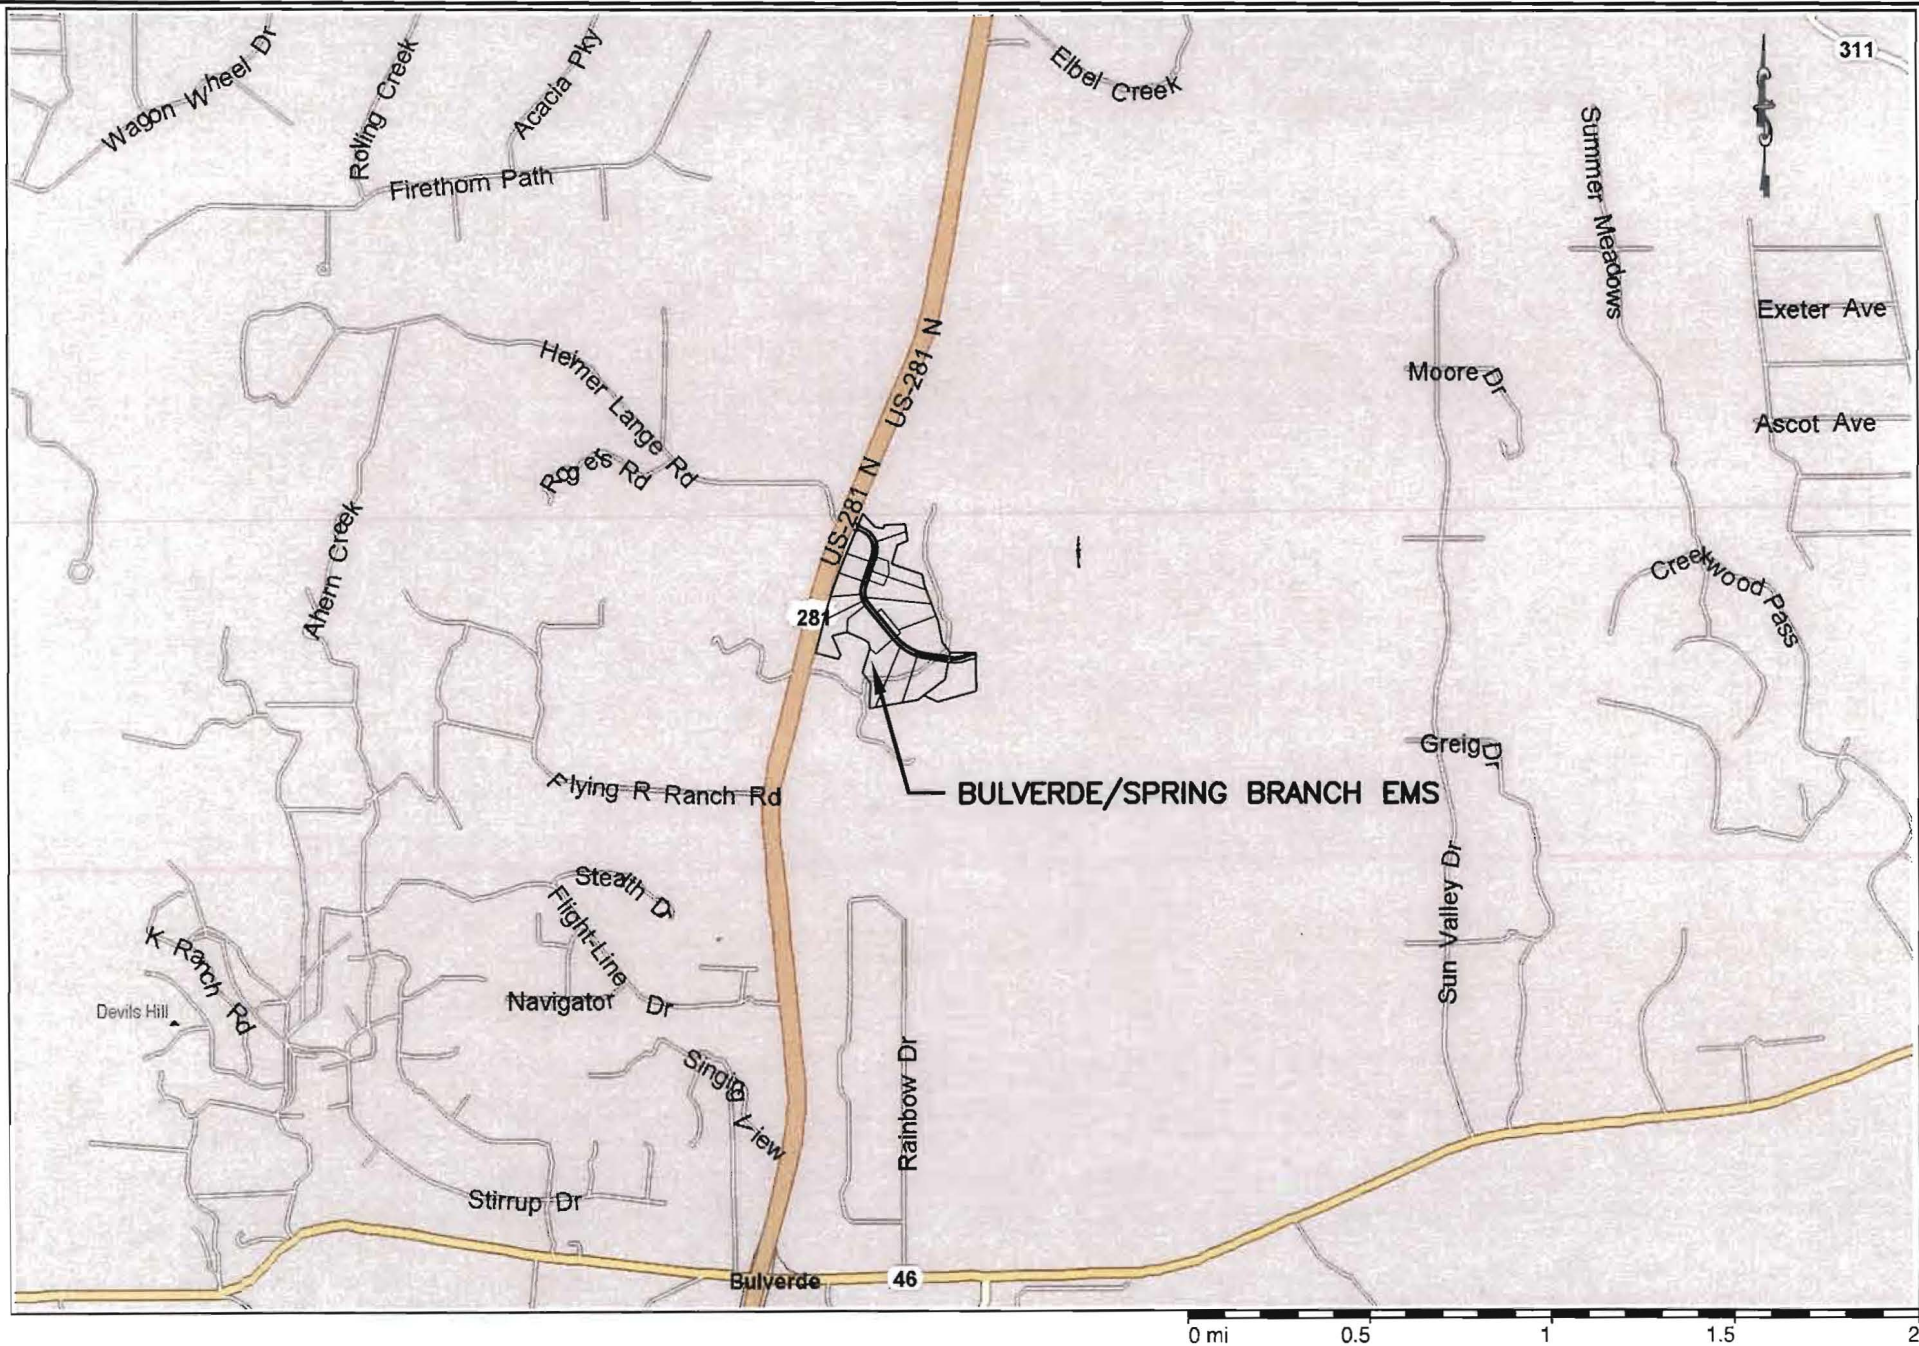 311
Wagon Wheel Dr
Rolling Creek
Acacia Pky
Elbel Creek
Firethorn Path
Summer Meadows
Exeter Ave
Heimer Lange Rd
US-281 N
Moore Dr
Ascot Ave
Rogers Rd
US-281 N
Ahern Creek
Creekwood Pass
281
Greig Dr
Flying R Ranch Rd
BULVERDE/SPRING BRANCH EMS
Stealth D
Flight-Line Dr
Sun Valley Dr
K Ranch Rd
Navigator
Devils Hill
Singing View
Rainbow Dr
Stirrup Dr
Bulverde
46
0 mi 0.5 1 1.5 2